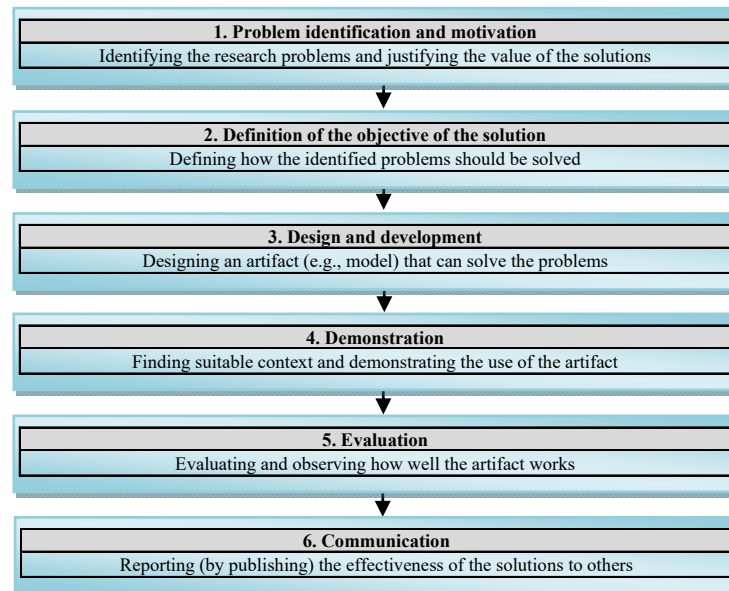 1. Problem identification and motivation
Identifying the research problems and justifying the value of the solutions
2. Definition of the objective of the solution
Defining how the identified problems should be solved
3. Design and development
Designing an artifact (e.g., model) that can solve the problems
4. Demonstration
Finding suitable context and demonstrating the use of the artifact
5. Evaluation
Evaluating and observing how well the artifact works
6. Communication
Reporting (by publishing) the effectiveness of the solutions to others